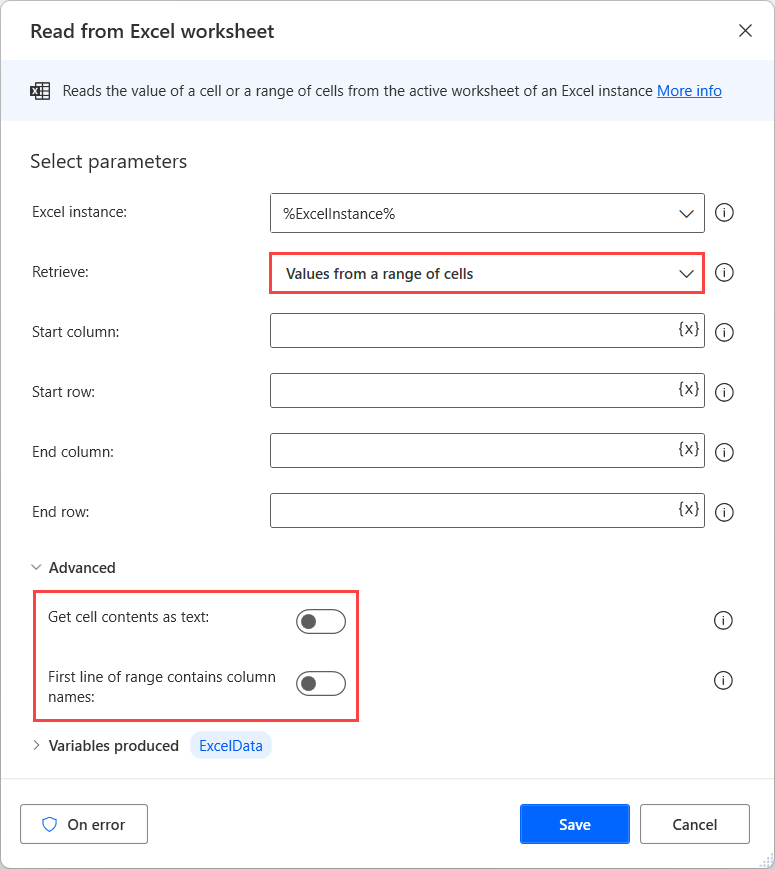 Read from Excel worksheet
Reads the value of a cell or a range of cells from the active worksheet of an Excel instance More info
Select parameters
Excel instance:
%ExcelInstance%
Retrieve:
Values from a range of cells
Start column:
{x}
Start row:
{x}
End column:
{x}
End row:
{x}
Advanced
Get cell contents as text:
First line of range contains column
names:
Variables produced ExcelData
On error
Save
Cancel